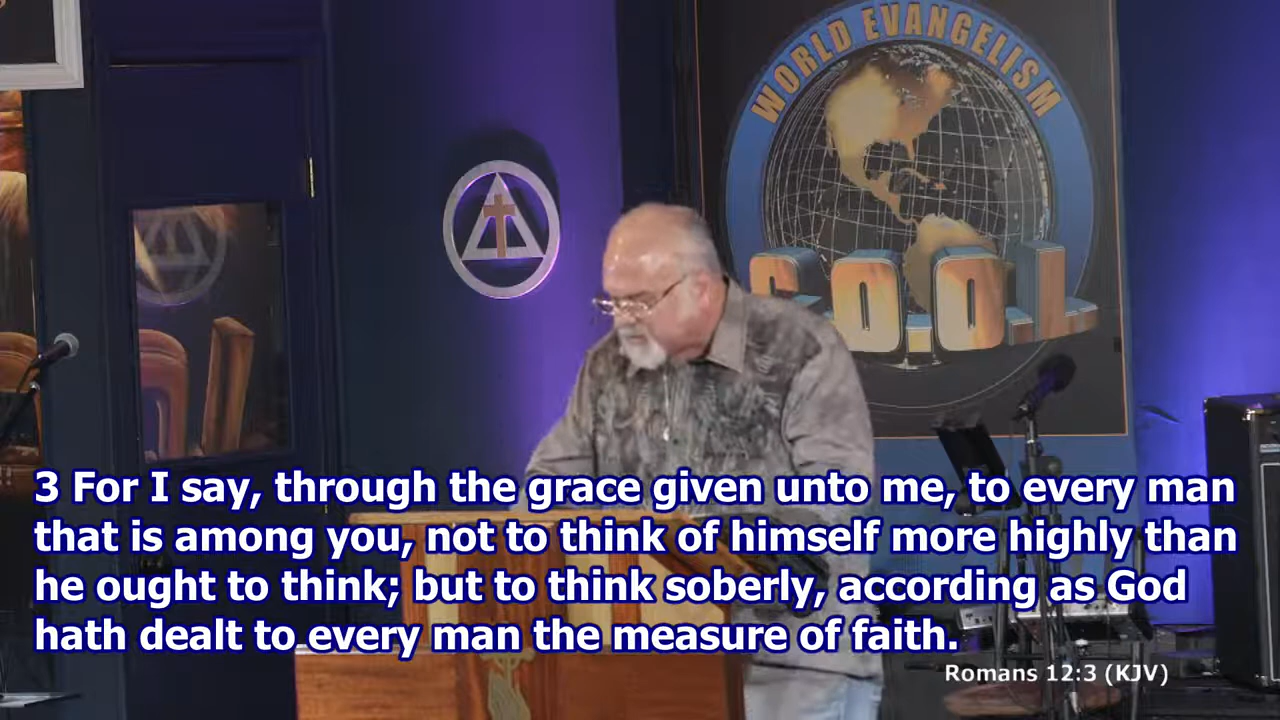 WORLD EVANGELISM
S.O.O.L
3 For I say, through the grace given unto me, to every man
that is among you, not to think of himself more highly than
he ought to think; but to think soberly, according as God
hath dealt to every man the measure of faith.
Romans 12:3 (KJV)